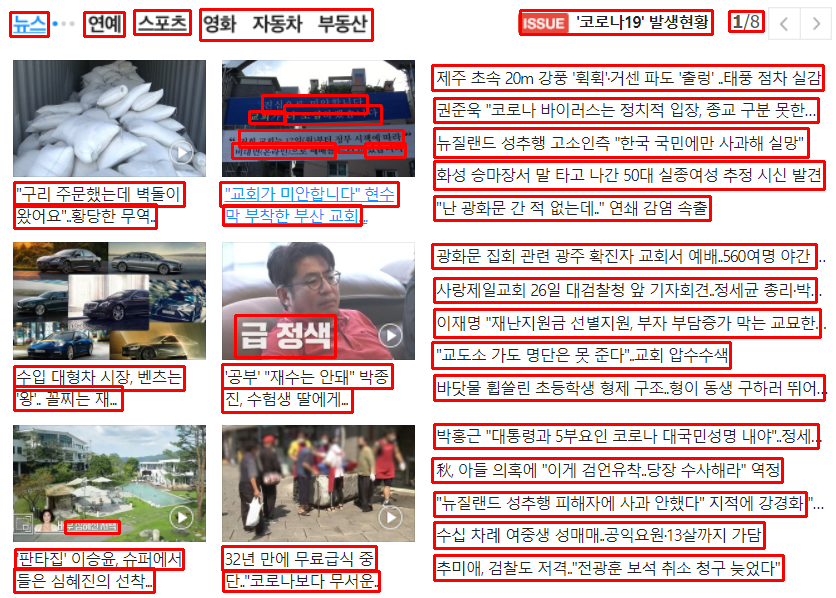 뉴스 연예 스포츠 영화 자동차 부동산
ISSUE '코로나19' 발생현황 1/8
"구리 주문했는데 벽돌이
왔어요"..황당한 무역..
"교회가 미안합니다" 현수
막 부착한 부산 교회...
수입 대형차 시장, 벤츠는
'왕'.. 꼴찌는 재...
급 정색
'공부' "재수는 안돼" 박종
진, 수험생 딸에게...
'판타집' 이승윤, 슈퍼에서
들은 심혜진의 선착...
32년 만에 무료급식 중
단.."코로나보다 무서운..
제주 초속 20m 강풍 '휙휙'·거센 파도 '출렁' ..태풍 점차 실감
권준욱 "코로나 바이러스는 정치적 입장, 종교 구분 못한...
뉴질랜드 성추행 고소인측 "한국 국민에만 사과해 실망"
화성 승마장서 말 타고 나간 50대 실종여성 추정 시신 발견
"난 광화문 간 적 없는데.." 연쇄 감염 속출
광화문 집회 관련 광주 확진자 교회서 예배..560여명 야간 ...
사랑제일교회 26일 대검찰청 앞 기자회견..정세균 총리·박...
이재명 "재난지원금 선별지원, 부자 부담증가 막는 교묘한...
"교도소 가도 명단은 못 준다"..교회 압수수색
바닷물 휩쓸린 초등학생 형제 구조..형이 동생 구하러 뛰어...
박홍근 "대통령과 5부요인 코로나 대국민성명 내야"..정세...
秋, 아들 의혹에 "이게 검언유착..당장 수사해라" 역정
"뉴질랜드 성추행 피해자에 사과 안했다" 지적에 강경화 "...
수십 차례 여중생 성매매..공익요원·13살까지 가담
추미애, 검찰도 저격.."전광훈 보석 취소 청구 늦었다"